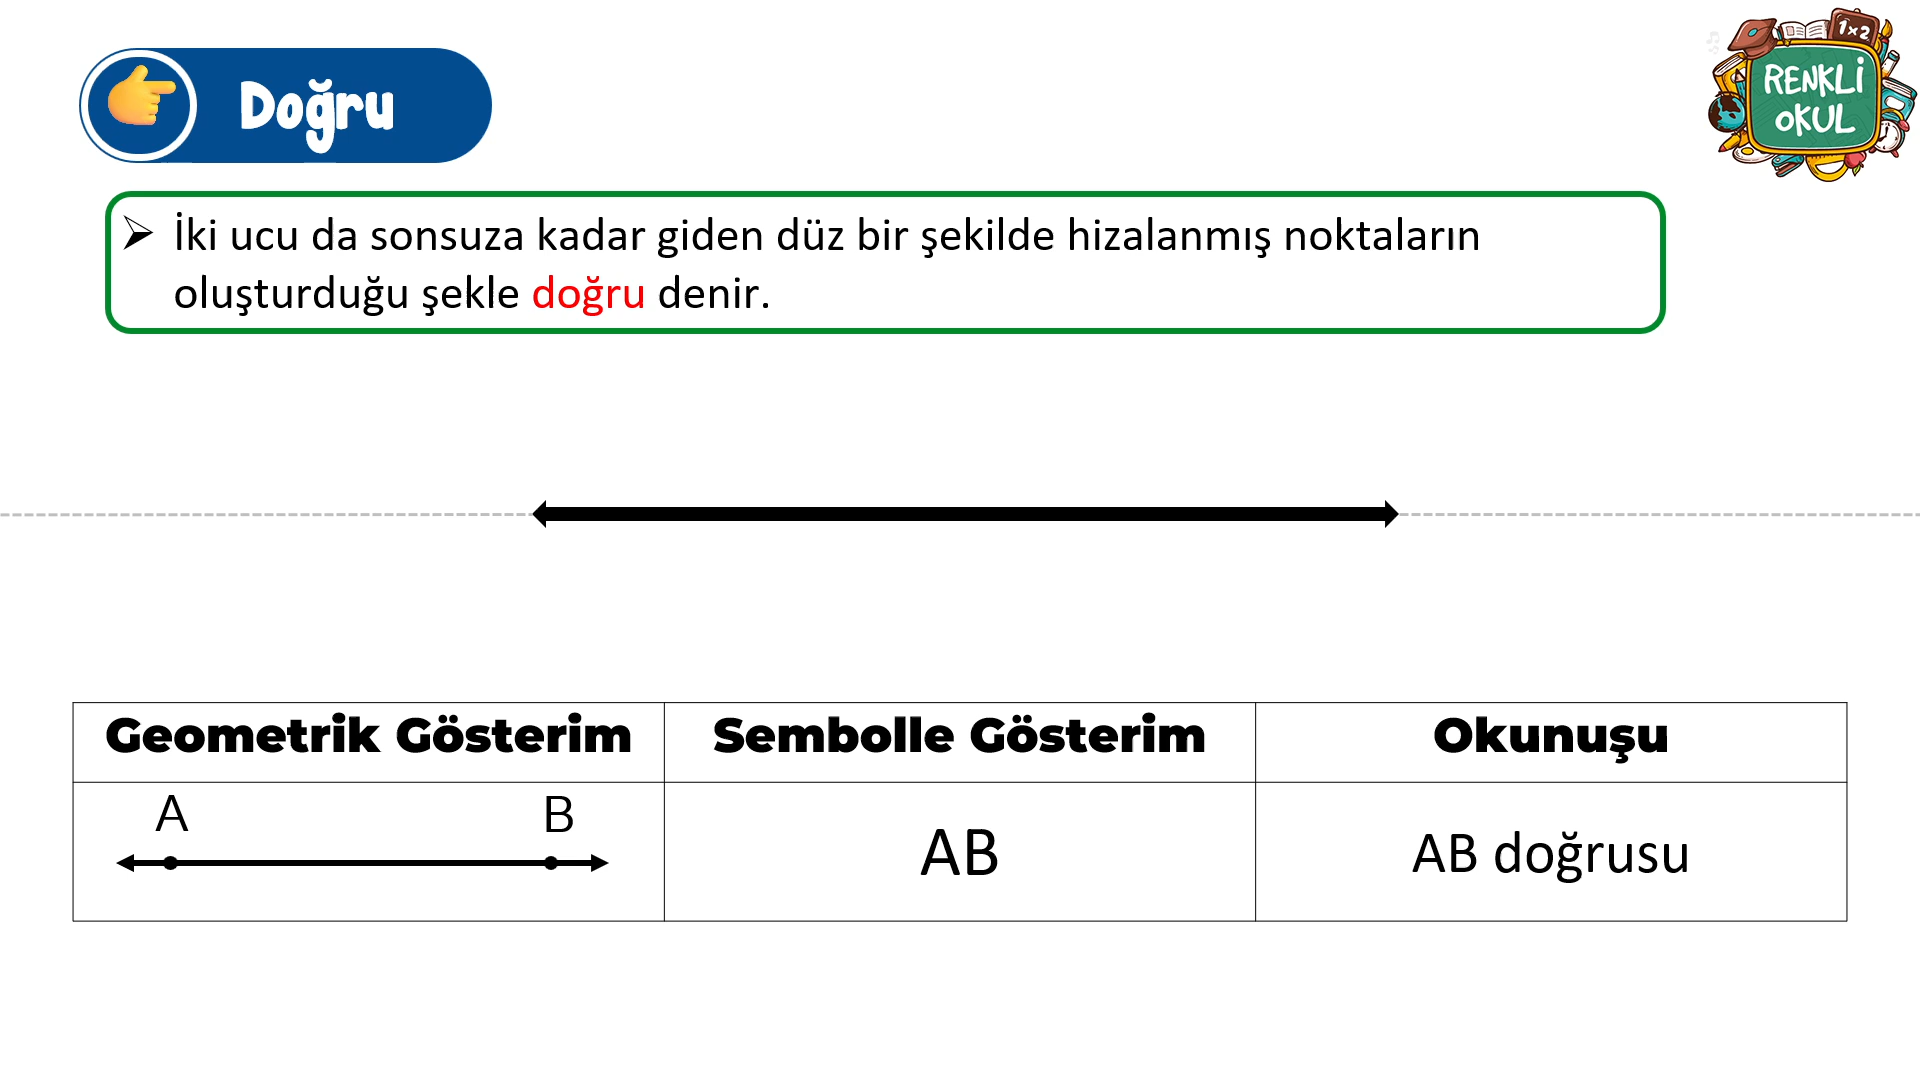 Doğru
1x2
RENKLİ
OKUL
İki ucu da sonsuza kadar giden düz bir şekilde hizalanmış noktaların
oluşturduğu şekle doğru denir.
Geometrik Gösterim
Sembolle Gösterim
Okunuşu
A B
AB
AB doğrusu